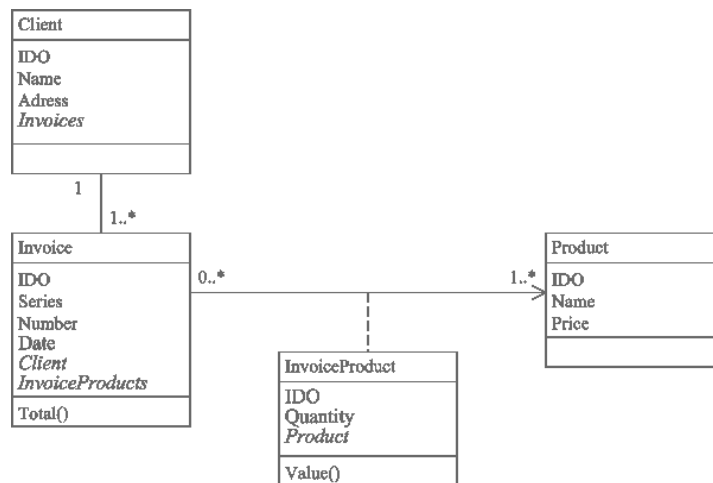 Client
IDO
Name
Adress
Invoices
1
1..*
Invoice
IDO
Series
Number
Date
Client
InvoiceProducts
Total()
0..*
1..*
Product
IDO
Name
Price
InvoiceProduct
IDO
Quantity
Product
Value()